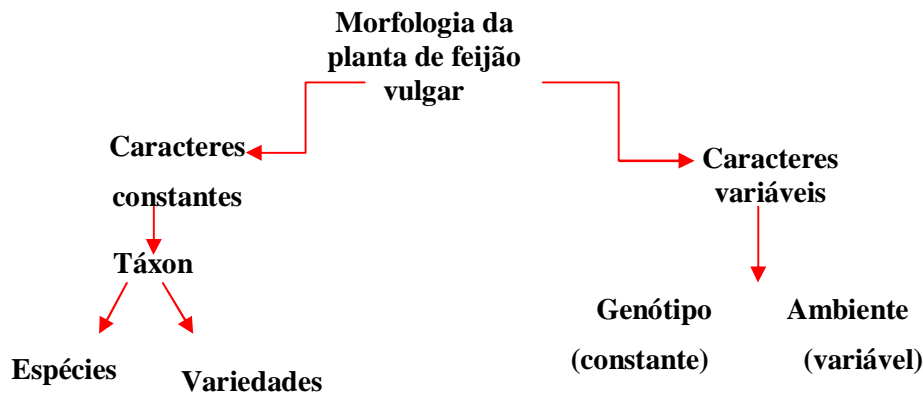 Morfologia da
planta de feijão
vulgar
Caracteres
constantes
Caracteres
variáveis
Táxon
Genótipo
(constante)
Ambiente
(variável)
Espécies
Variedades